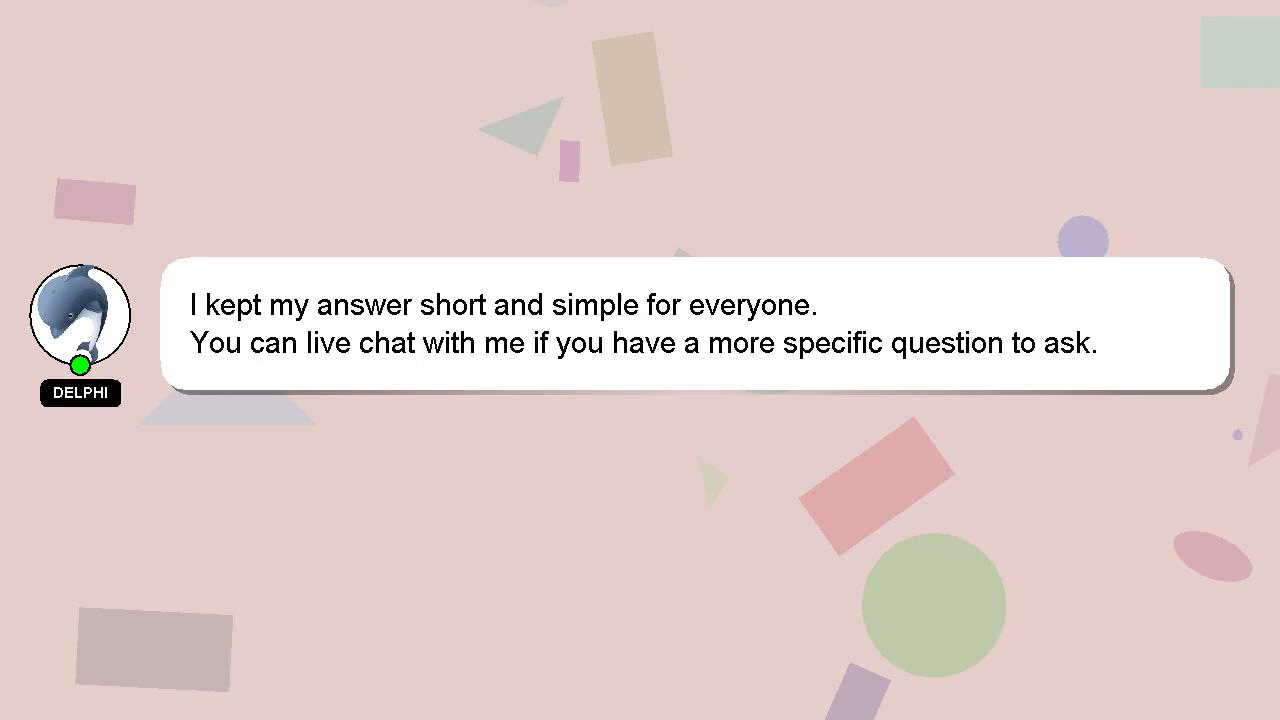 I kept my answer short and simple for everyone.
You can live chat with me if you have a more specific question to ask.
DELPHI